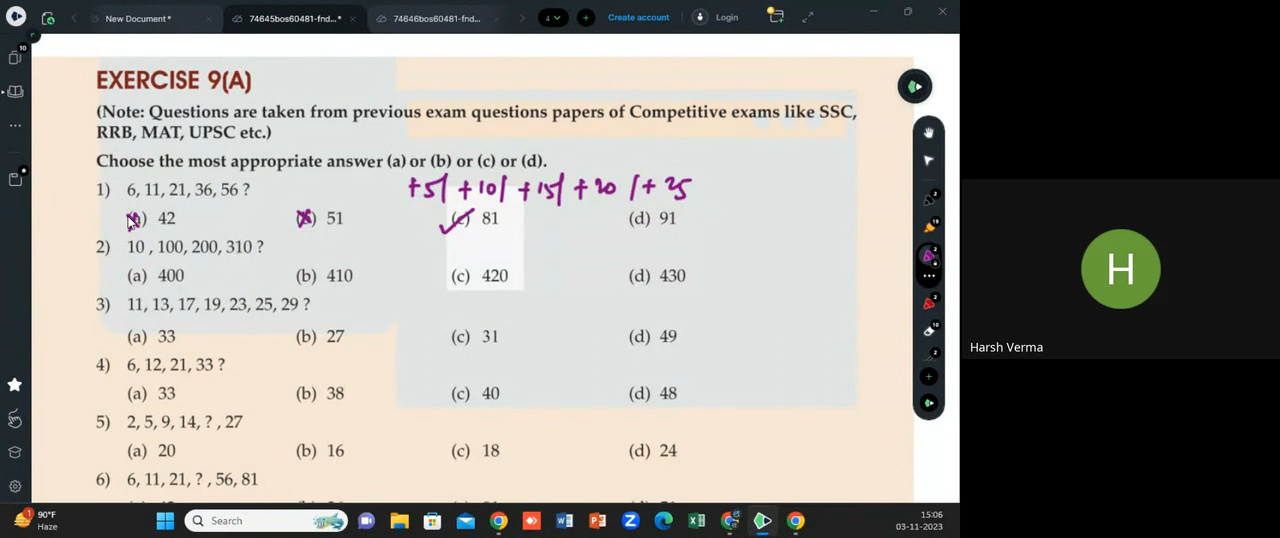 New Document *
74645bos60481-fnd...*
74646bos60481-fnd...
4
Create account
Login
10
EXERCISE 9(A)
(Note: Questions are taken from previous exam questions papers of Competitive exams like SSC,
RRB, MAT, UPSC etc.)
Choose the most appropriate answer (a) or (b) or (c) or (d).
1) 6, 11, 21, 36, 56 ? +5/ +10/ +15/ +20 /+ 25
(a) 42 (b) 51 (c) 81 (d) 91
2) 10 , 100, 200, 310 ?
(a) 400 (b) 410 (c) 420 (d) 430
3) 11, 13, 17, 19, 23, 25, 29 ?
(a) 33 (b) 27 (c) 31 (d) 49
4) 6, 12, 21, 33 ?
(a) 33 (b) 38 (c) 40 (d) 48
5) 2, 5, 9, 14, ? , 27
(a) 20 (b) 16 (c) 18 (d) 24
6) 6, 11, 21, ? , 56, 81
H
Harsh Verma
1
90°F
Haze
Search
15:06
03-11-2023